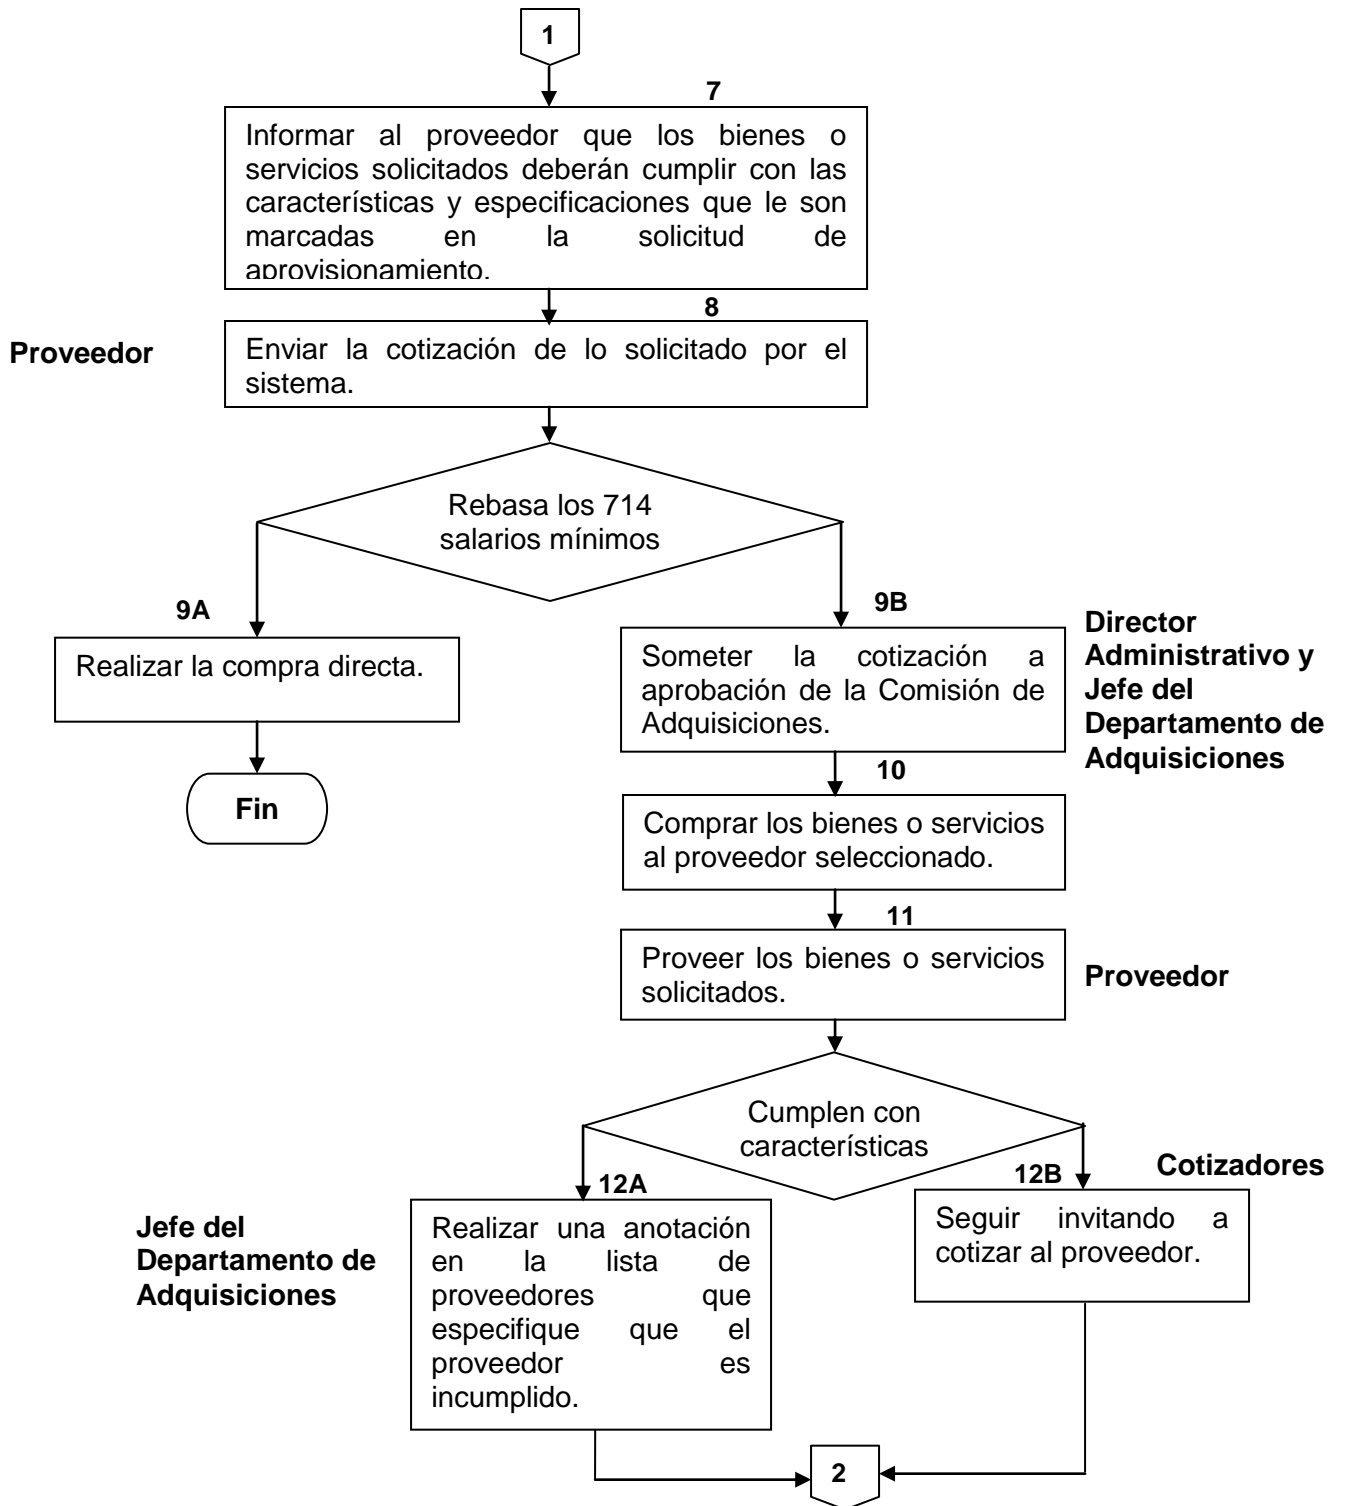 1
7
Informar al proveedor que los bienes o
servicios solicitados deberán cumplir con las
características y especificaciones que le son
marcadas en la solicitud de
aprovisionamiento.
8
Proveedor
Enviar la cotización de lo solicitado por el
sistema.
Rebasa los 714
salarios mínimos
9A
Realizar la compra directa.
Fin
9B
Someter la cotización a
aprobación de la Comisión de
Adquisiciones.
Director
Administrativo y
Jefe del
Departamento de
Adquisiciones
10
Comprar los bienes o servicios
al proveedor seleccionado.
11
Proveer los bienes o servicios
solicitados.
Proveedor
Cumplen con
características
12A
Jefe del
Departamento de
Adquisiciones
Realizar una anotación
en la lista de
proveedores que
especifique que el
proveedor es
incumplido.
12B
Cotizadores
Seguir invitando a
cotizar al proveedor.
2